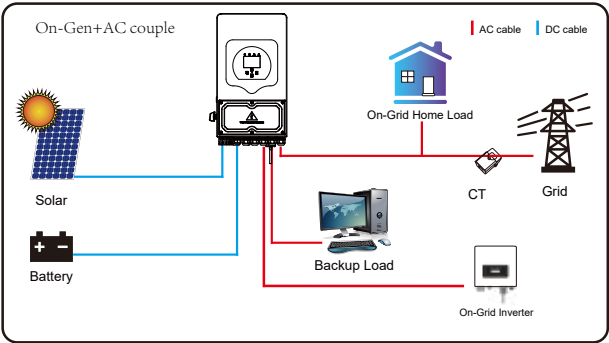 On-Gen+AC couple
AC cable
DC cable
On-Grid Home Load
Solar
CT
Grid
Battery
Backup Load
On-Grid Inverter